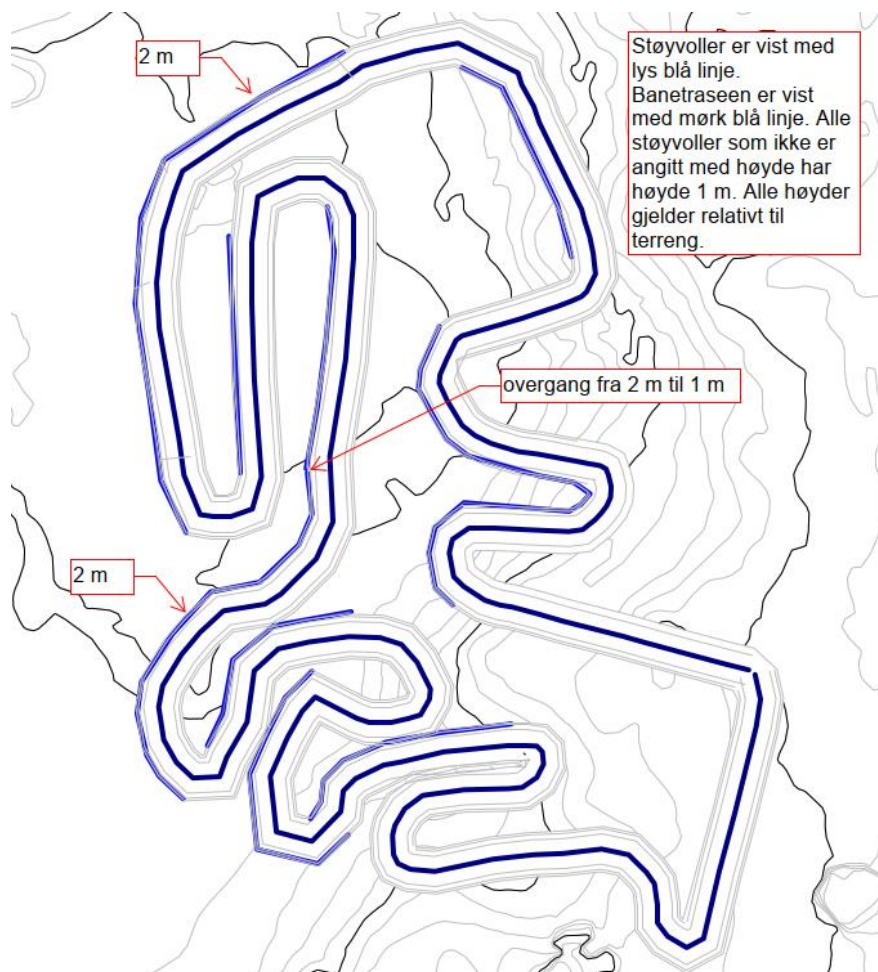 2 m
Støyvoller er vist med
lys blå linje.
Banetraseen er vist
med mørk blå linje. Alle
støyvoller som ikke er
angitt med høyde har
høyde 1 m. Alle høyder
gjelder relativt til
terreng.
overgang fra 2 m til 1 m
2 m